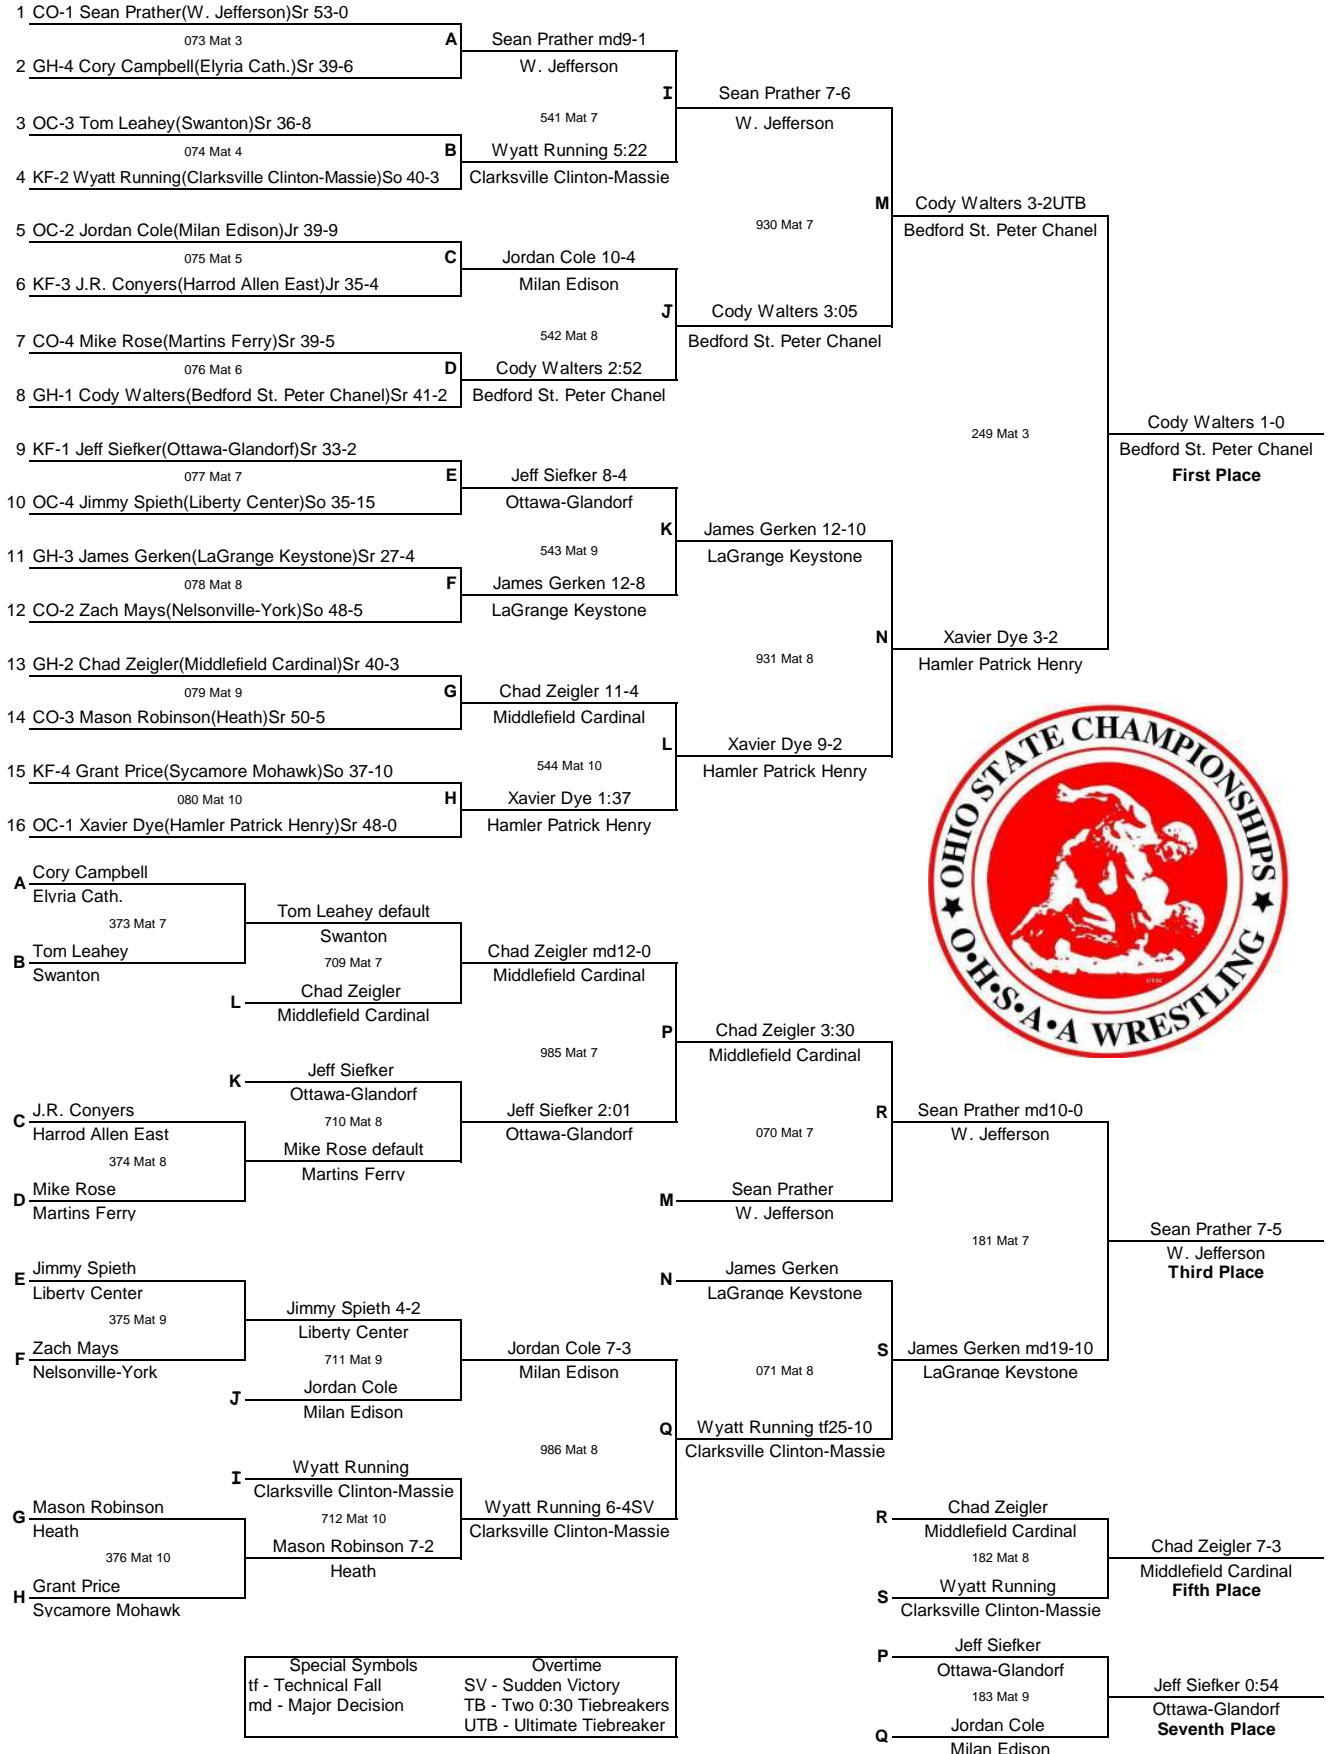 1 CO-1 Sean Prather(W. Jefferson)Sr 53-0
073 Mat 3
A
2 GH-4 Cory Campbell(Elyria Cath.)Sr 39-6
Sean Prather md9-1
W. Jefferson
3 OC-3 Tom Leahey(Swanton)Sr 36-8
074 Mat 4
B
4 KF-2 Wyatt Running(Clarksville Clinton-Massie)So 40-3
541 Mat 7
I
Wyatt Running 5:22
Clarksville Clinton-Massie
Sean Prather 7-6
W. Jefferson
5 OC-2 Jordan Cole(Milan Edison)Jr 39-9
075 Mat 5
C
6 KF-3 J.R. Conyers(Harrod Allen East)Jr 35-4
Jordan Cole 10-4
Milan Edison
7 CO-4 Mike Rose(Martins Ferry)Sr 39-5
076 Mat 6
D
8 GH-1 Cody Walters(Bedford St. Peter Chanel)Sr 41-2
542 Mat 8
J
Cody Walters 2:52
Bedford St. Peter Chanel
Cody Walters 3:05
Bedford St. Peter Chanel
930 Mat 7
M
Cody Walters 3-2UTB
Bedford St. Peter Chanel
9 KF-1 Jeff Siefker(Ottawa-Glandorf)Sr 33-2
077 Mat 7
E
10 OC-4 Jimmy Spieth(Liberty Center)So 35-15
Jeff Siefker 8-4
Ottawa-Glandorf
11 GH-3 James Gerken(LaGrange Keystone)Sr 27-4
078 Mat 8
F
12 CO-2 Zach Mays(Nelsonville-York)So 48-5
543 Mat 9
K
James Gerken 12-8
LaGrange Keystone
James Gerken 12-10
LaGrange Keystone
13 GH-2 Chad Zeigler(Middlefield Cardinal)Sr 40-3
079 Mat 9
G
14 CO-3 Mason Robinson(Heath)Sr 50-5
Chad Zeigler 11-4
Middlefield Cardinal
15 KF-4 Grant Price(Sycamore Mohawk)So 37-10
080 Mat 10
H
16 OC-1 Xavier Dye(Hamler Patrick Henry)Sr 48-0
544 Mat 10
L
Xavier Dye 1:37
Hamler Patrick Henry
Xavier Dye 9-2
Hamler Patrick Henry
931 Mat 8
N
Xavier Dye 3-2
Hamler Patrick Henry
249 Mat 3
Cody Walters 1-0
Bedford St. Peter Chanel
First Place
OHIO STATE CHAMPIONSHIPS
★ O•H•S•A•A WRESTLING ★
A Cory Campbell
Elyria Cath.
373 Mat 7
B Tom Leahey
Swanton
Tom Leahey default
Swanton
709 Mat 7
L Chad Zeigler
Middlefield Cardinal
Chad Zeigler md12-0
Middlefield Cardinal
K Jeff Siefker
Ottawa-Glandorf
710 Mat 8
C J.R. Conyers
Harrod Allen East
374 Mat 8
D Mike Rose
Martins Ferry
Mike Rose default
Martins Ferry
Jeff Siefker 2:01
Ottawa-Glandorf
985 Mat 7
P
Chad Zeigler 3:30
Middlefield Cardinal
070 Mat 7
M Sean Prather
W. Jefferson
R
Sean Prather md10-0
W. Jefferson
E Jimmy Spieth
Liberty Center
375 Mat 9
F Zach Mays
Nelsonville-York
Jimmy Spieth 4-2
Liberty Center
711 Mat 9
J Jordan Cole
Milan Edison
Jordan Cole 7-3
Milan Edison
I Wyatt Running
Clarksville Clinton-Massie
712 Mat 10
G Mason Robinson
Heath
376 Mat 10
H Grant Price
Sycamore Mohawk
Mason Robinson 7-2
Heath
Wyatt Running 6-4SV
Clarksville Clinton-Massie
986 Mat 8
Q
N James Gerken
LaGrange Keystone
071 Mat 8
Wyatt Running tf25-10
Clarksville Clinton-Massie
S
James Gerken md19-10
LaGrange Keystone
181 Mat 7
Sean Prather 7-5
W. Jefferson
Third Place
R Chad Zeigler
Middlefield Cardinal
182 Mat 8
S Wyatt Running
Clarksville Clinton-Massie
Chad Zeigler 7-3
Middlefield Cardinal
Fifth Place
P Jeff Siefker
Ottawa-Glandorf
183 Mat 9
Q Jordan Cole
Milan Edison
Jeff Siefker 0:54
Ottawa-Glandorf
Seventh Place
Special Symbols
tf - Technical Fall
md - Major Decision
Overtime
SV - Sudden Victory
TB - Two 0:30 Tiebreakers
UTB - Ultimate Tiebreaker